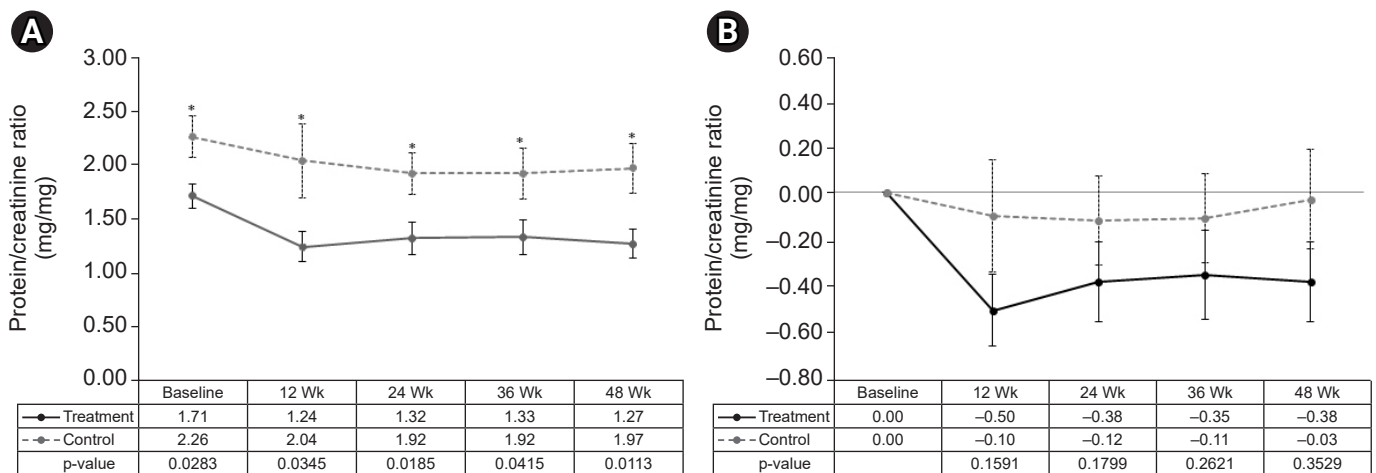 A
Protein/creatinine ratio
(mg/mg)
3.00
2.50
2.00
1.50
1.00
0.50
0.00
* * * * *
Baseline 12 Wk 24 Wk 36 Wk 48 Wk
Treatment 1.71 1.24 1.32 1.33 1.27
Control 2.26 2.04 1.92 1.92 1.97
p-value 0.0283 0.0345 0.0185 0.0415 0.0113
B
Protein/creatinine ratio
(mg/mg)
0.60
0.40
0.20
0.00
–0.20
–0.40
–0.60
–0.80
Baseline 12 Wk 24 Wk 36 Wk 48 Wk
Treatment 0.00 –0.50 –0.38 –0.35 –0.38
Control 0.00 –0.10 –0.12 –0.11 –0.03
p-value 0.1591 0.1799 0.2621 0.3529